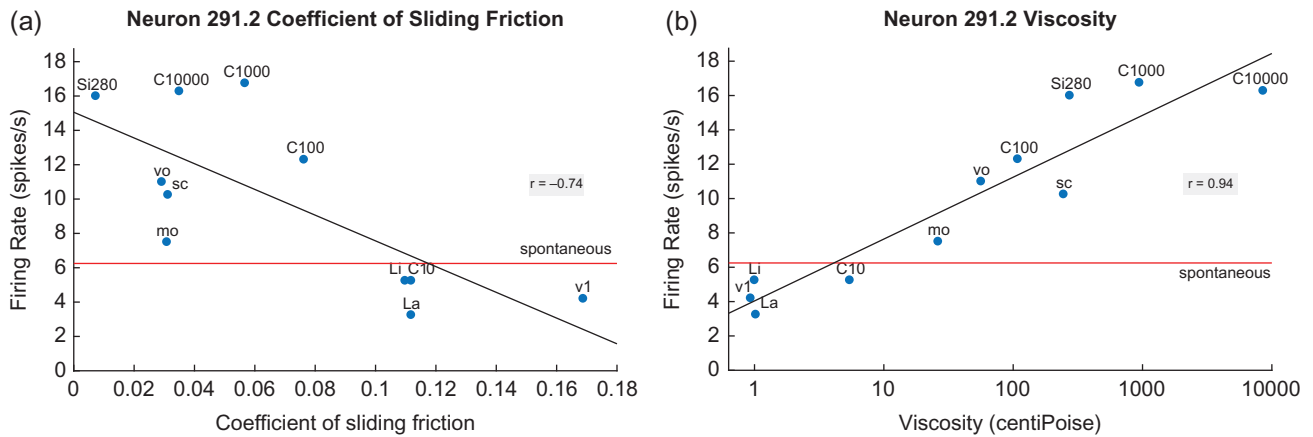 (a)
Neuron 291.2 Coefficient of Sliding Friction
Firing Rate (spikes/s)
18
16
14
12
10
8
6
4
2
0
Si280
C10000
C1000
C100
vo
sc
mo
r = –0.74
spontaneous
Li
C10
La
v1
0
0.02
0.04
0.06
0.08
0.1
0.12
0.14
0.16
0.18
Coefficient of sliding friction
(b)
Neuron 291.2 Viscosity
Firing Rate (spikes/s)
18
16
14
12
10
8
6
4
2
0
Si280
C1000
C10000
C100
vo
sc
r = 0.94
mo
spontaneous
Li
C10
v1
La
1
10
100
1000
10000
Viscosity (centiPoise)